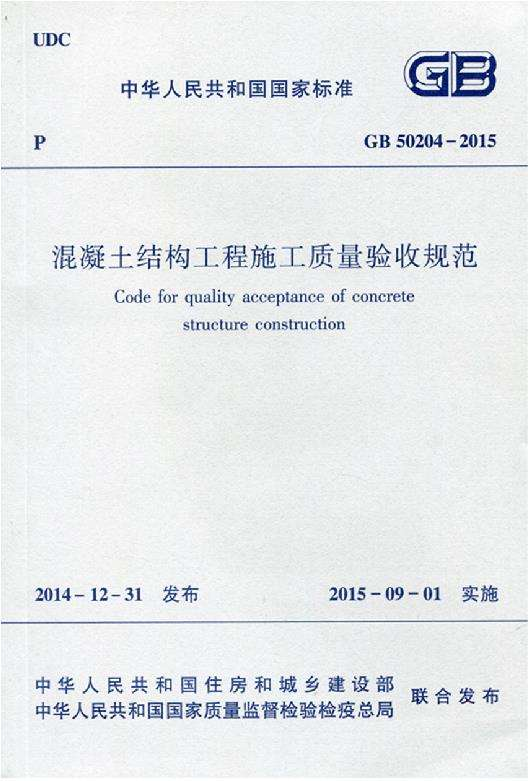 UDC
中华人民共和国国家标准
GB
P
GB 50204-2015
混凝土结构工程施工质量验收规范
Code for quality acceptance of concrete
structure construction
2014-12-31 发布
2015-09-01 实施
中华人民共和国住房和城乡建设部
中华人民共和国国家质量监督检验检疫总局
联合发布